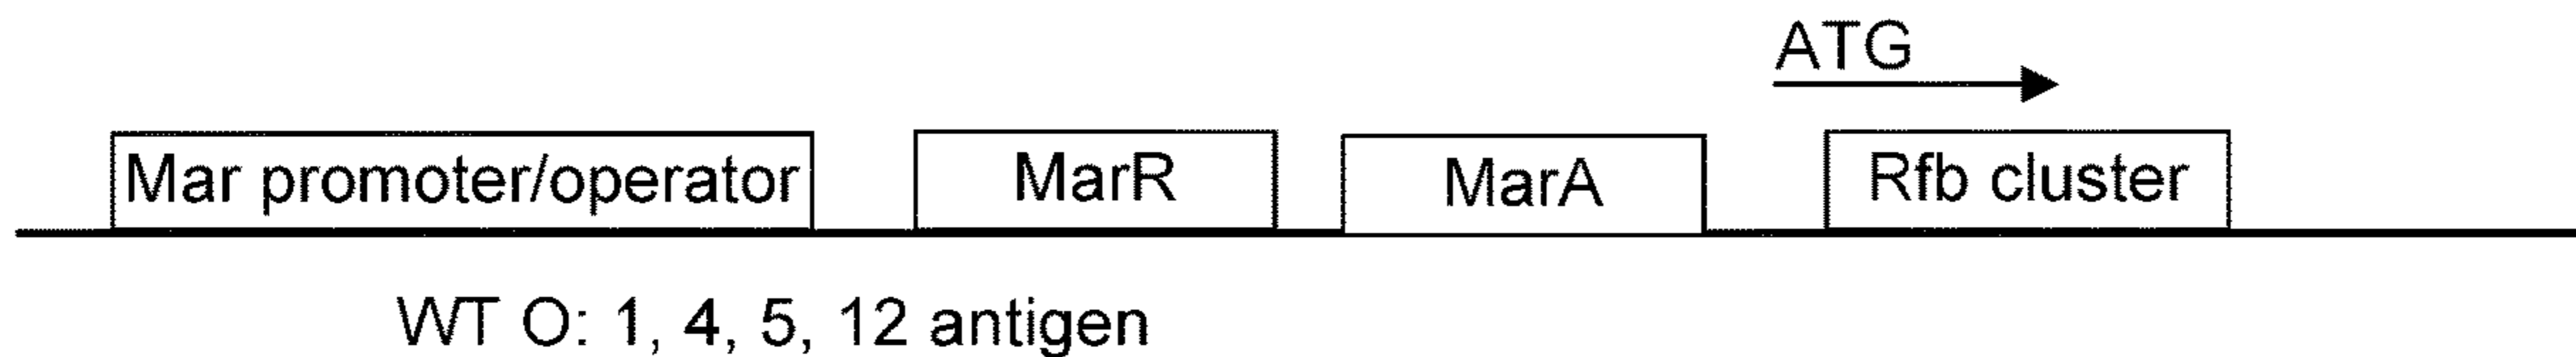 ATG
Mar promoter/operator MarR MarA Rfb cluster
WT O: 1, 4, 5, 12 antigen